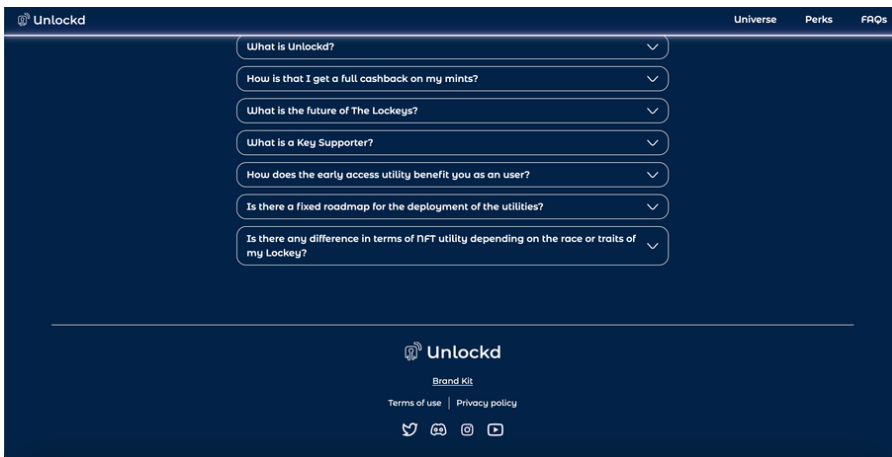 Unlockd
Universe
Perks
FAQs
What is Unlockd?
How is that I get a full cashback on my mints?
What is the future of The Lockeys?
What is a Key Supporter?
How does the early access utility benefit you as an user?
Is there a fixed roadmap for the deployment of the utilities?
Is there any difference in terms of NFT utility depending on the race or traits of
my Lockey?
Unlockd
Brand Kit
Terms of use | Privacy policy